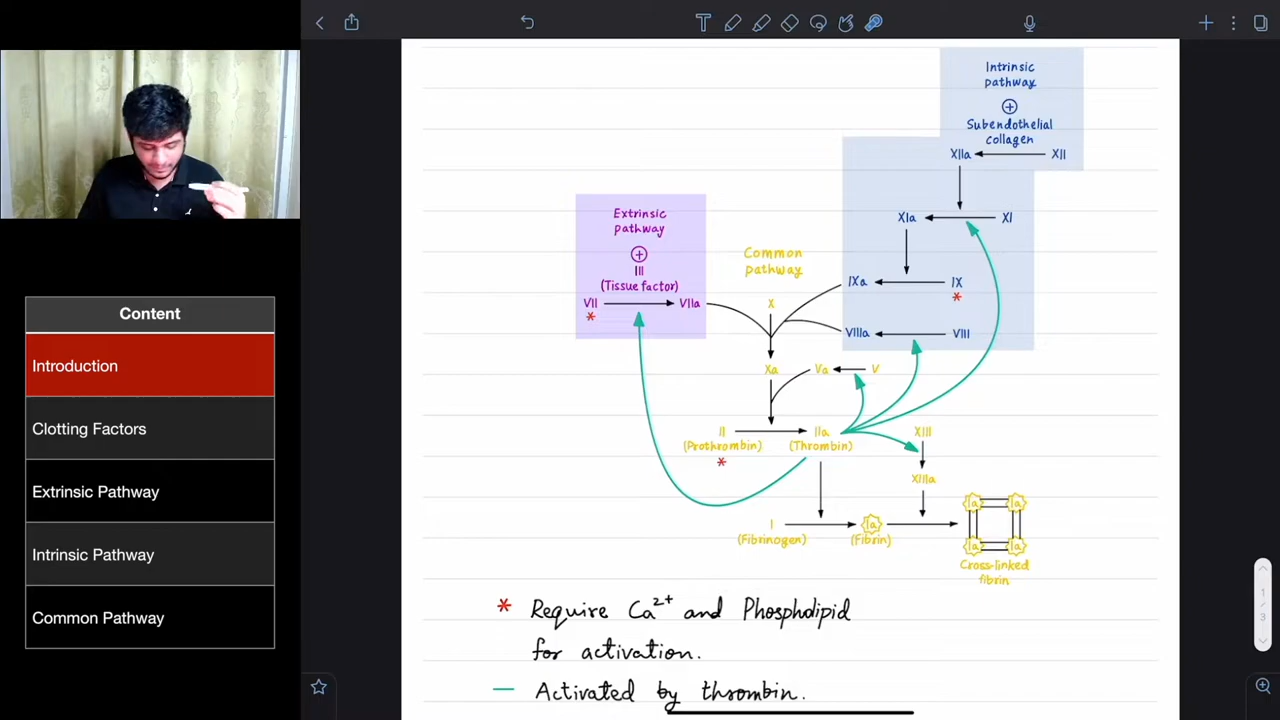 Content
Introduction
Clotting Factors
Extrinsic Pathway
Intrinsic Pathway
Common Pathway
T
Intrinsic
pathway
+
Subendothelial
collagen
XIIa
XII
XIa
XI
Extrinsic
pathway
+
III
(Tissue factor)
VII
VIIa
*
Common
pathway
X
IXa
IX
*
VIIIa
VIII
Xa
Va
V
II
(Prothrombin)
*
IIa
(Thrombin)
XIII
XIIIa
I
(Fibrinogen)
Ia
(Fibrin)
Ia
Ia
Ia
Ia
Cross-linked
fibrin
* Require Ca2+ and Phospholipid
for activation.
— Activated by thrombin.
1
/
3